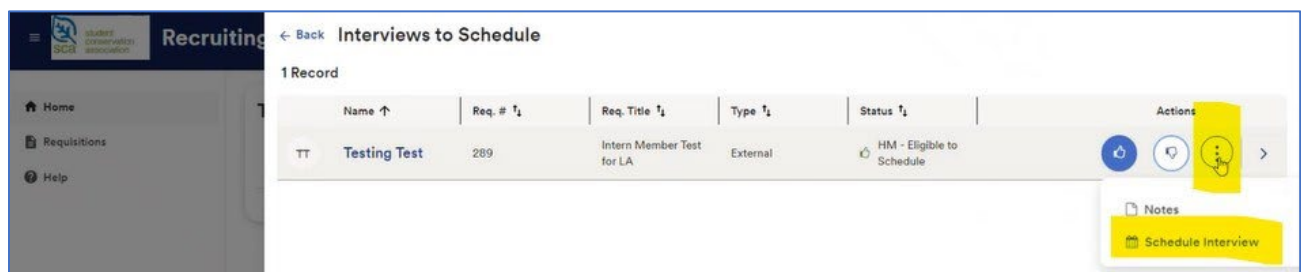 sca student conservation association
Recruiting
← Back Interviews to Schedule
1 Record
Home
Requisitions
Help
Name ↑ Req. # Req. Title Type Status Actions
TT Testing Test 289 Intern Member Test for LA External HM - Eligible to Schedule
Notes
Schedule Interview